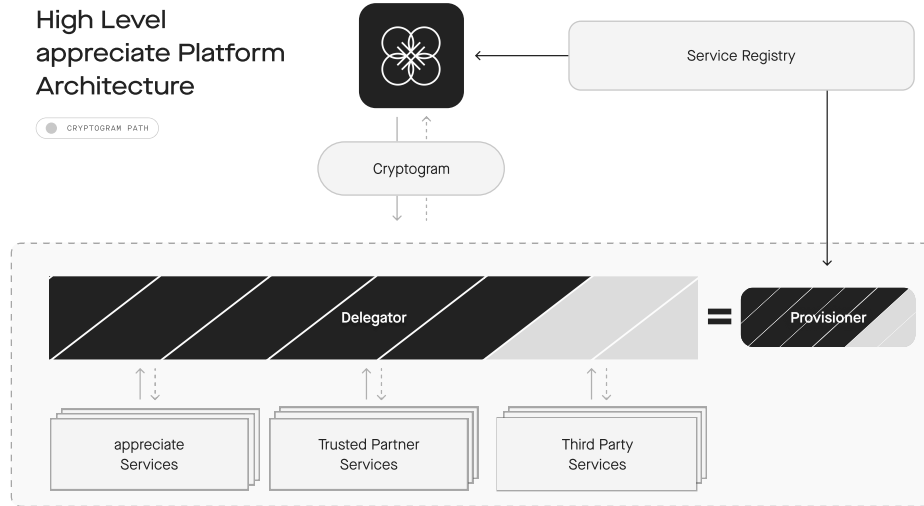 High Level
appreciate Platform
Architecture
CRYPTOGRAM PATH
Service Registry
Cryptogram
Delegator
=
Provisioner
appreciate
Services
Trusted Partner
Services
Third Party
Services